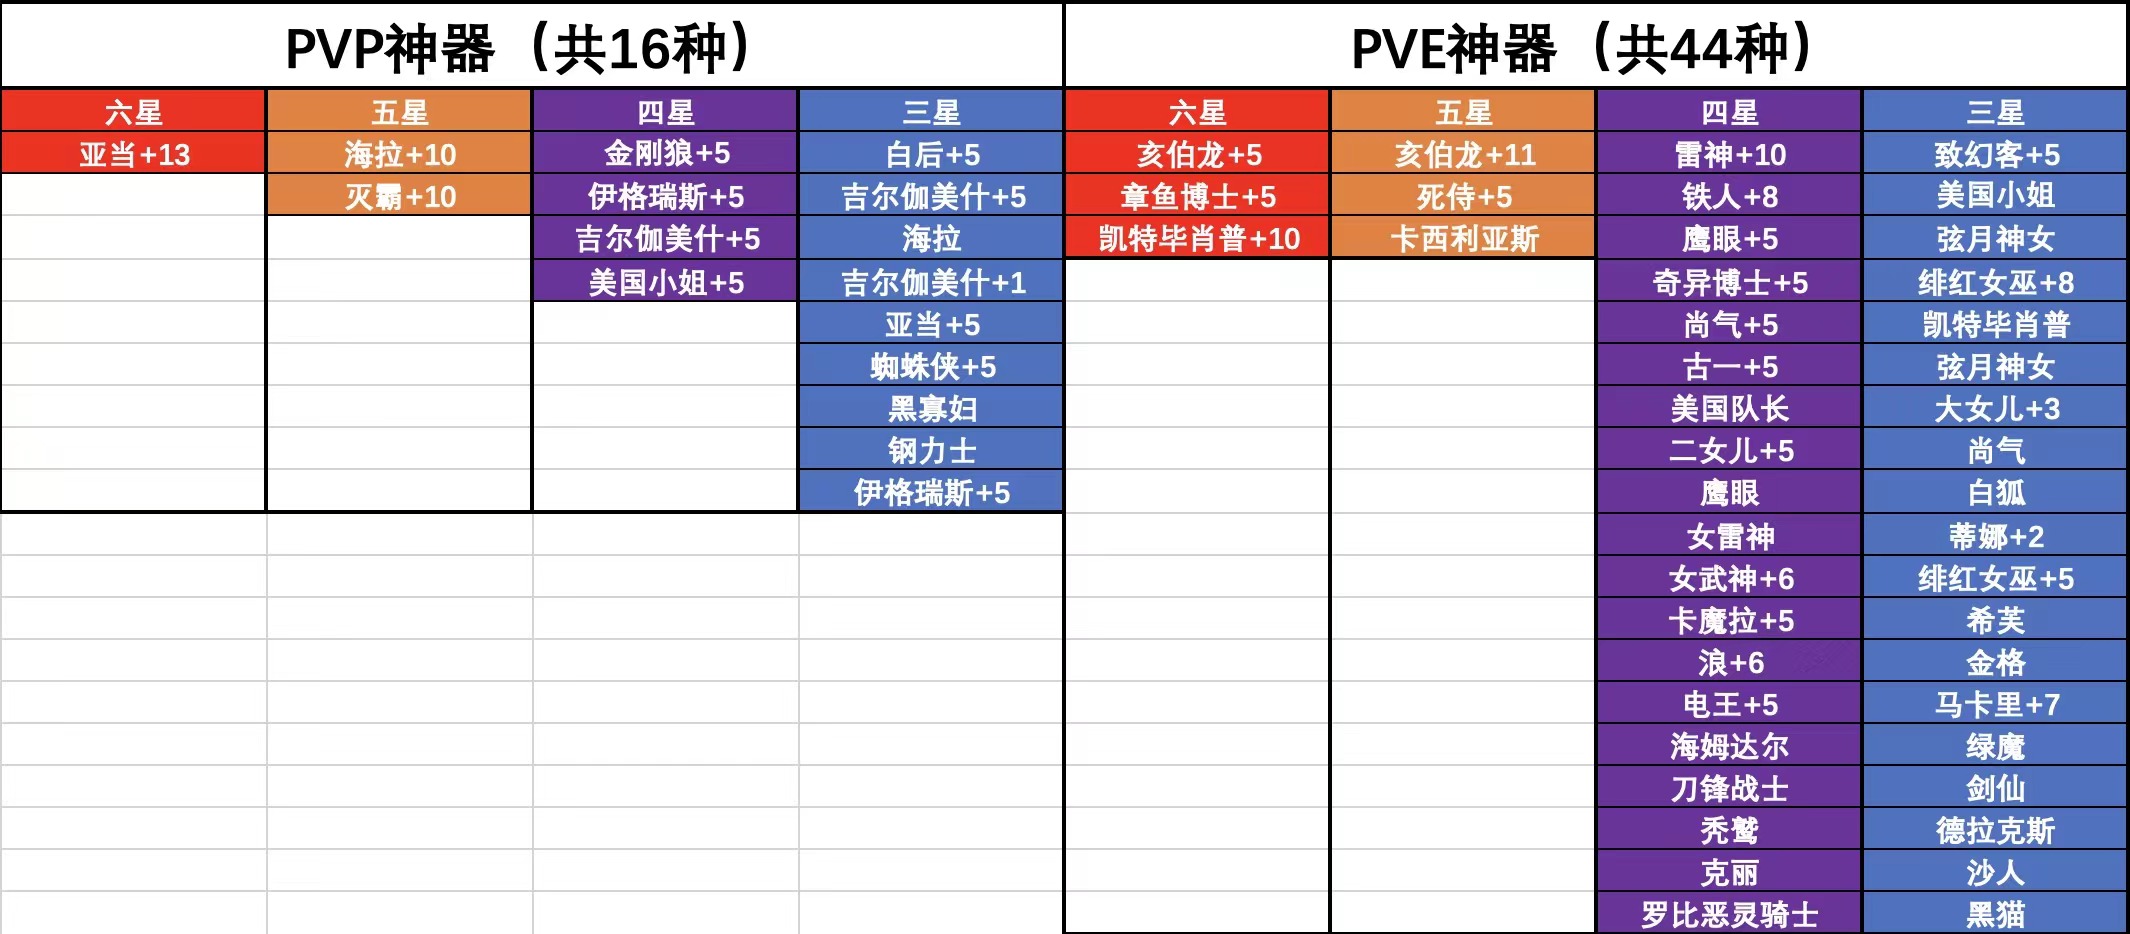 PVP神器（共16种） PVE神器（共44种）
六星 五星 四星 三星 六星 五星 四星 三星
亚当+13 海拉+10 金刚狼+5 白后+5 亥伯龙+5 亥伯龙+11 雷神+10 致幻客+5
灭霸+10 伊格瑞斯+5 吉尔伽美什+5 章鱼博士+5 死侍+5 铁人+8 美国小姐
吉尔伽美什+5 海拉 凯特毕肖普+10 卡西利亚斯 鹰眼+5 弦月神女
美国小姐+5 吉尔伽美什+1 奇异博士+5 绯红女巫+8
亚当+5 尚气+5 凯特毕肖普
蜘蛛侠+5 古一+5 弦月神女
黑寡妇 美国队长 大女儿+3
钢力士 二女儿+5 尚气
伊格瑞斯+5 鹰眼 白狐
女雷神 蒂娜+2
女武神+6 绯红女巫+5
卡魔拉+5 希芙
浪+6 金格
电王+5 马卡里+7
海姆达尔 绿魔
刀锋战士 剑仙
秃鹫 德拉克斯
克丽 沙人
罗比恶灵骑士 黑猫